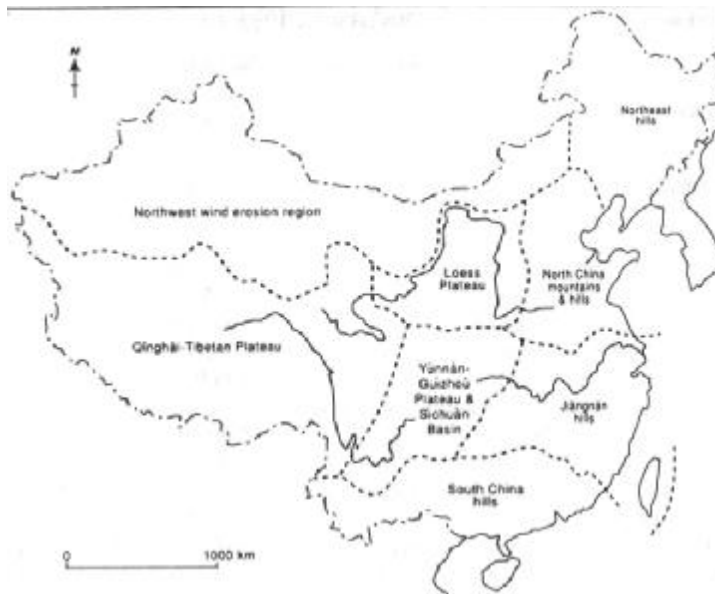 N
Northeast
hills
Northwest wind erosion region
Loess
Plateau
North China
mountains
& hills
Qinghai-Tibetan Plateau
Yunnan-
Guizhou
Plateau &
Sichuan
Basin
Jiangnan
hills
South China
hills
0
1000 km